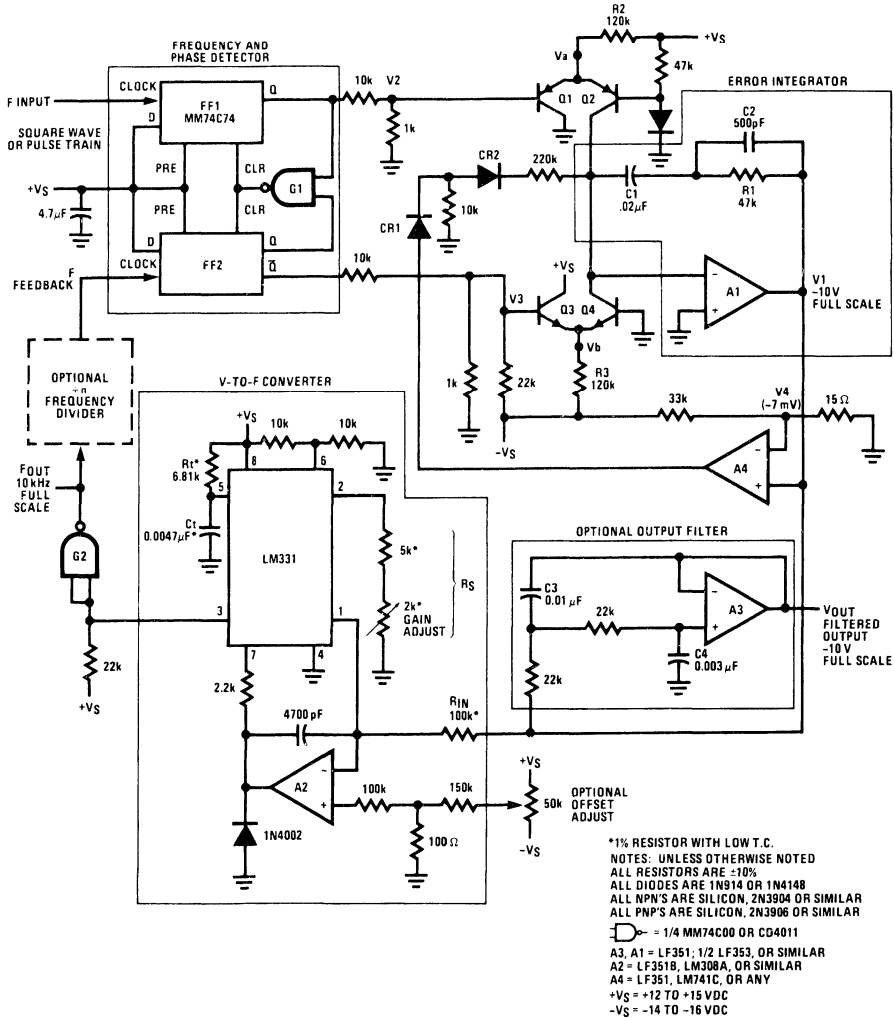 FREQUENCY AND
PHASE DETECTOR
F INPUT
CLOCK
FF1
MM74C74
Q
D
SQUARE WAVE
OR PULSE TRAIN
PRE
CLR
G1
+VS
4.7µF
PRE
CLR
D
Q
CLOCK
FF2
Q̅
F
FEEDBACK
10k
V2
1k
R2
120k
Va
+VS
47k
Q1
Q2
ERROR INTEGRATOR
C2
500pF
CR2
220k
C1
.02µF
R1
47k
10k
CR1
10k
+VS
V3
Q3
Q4
A1
V1
–10V
FULL SCALE
Vb
1k
22k
R3
120k
33k
V4
(–7 mV)
15Ω
–VS
A4
OPTIONAL
÷n
FREQUENCY
DIVIDER
FOUT
10 kHz
FULL
SCALE
G2
22k
+VS
V-TO-F CONVERTER
+VS
10k
10k
Rt*
6.81k
8
6
5
2
Ct
0.0047µF*
LM331
5k*
RS
2k*
GAIN
ADJUST
3
1
7
4
2.2k
4700 pF
RIN
100k*
A2
100k
150k
+VS
50k
–VS
OPTIONAL
OFFSET
ADJUST
1N4002
100Ω
OPTIONAL OUTPUT FILTER
C3
0.01 µF
22k
A3
C4
0.003 µF
22k
VOUT
FILTERED
OUTPUT
–10 V
FULL SCALE
*1% RESISTOR WITH LOW T.C.
NOTES: UNLESS OTHERWISE NOTED
ALL RESISTORS ARE ±10%
ALL DIODES ARE 1N914 OR 1N4148
ALL NPN'S ARE SILICON, 2N3904 OR SIMILAR
ALL PNP'S ARE SILICON, 2N3906 OR SIMILAR
= 1/4 MM74C00 OR CD4011
A3, A1 = LF351; 1/2 LF353, OR SIMILAR
A2 = LF351B, LM308A, OR SIMILAR
A4 = LF351, LM741C, OR ANY
+VS = +12 TO +15 VDC
–VS = –14 TO –16 VDC